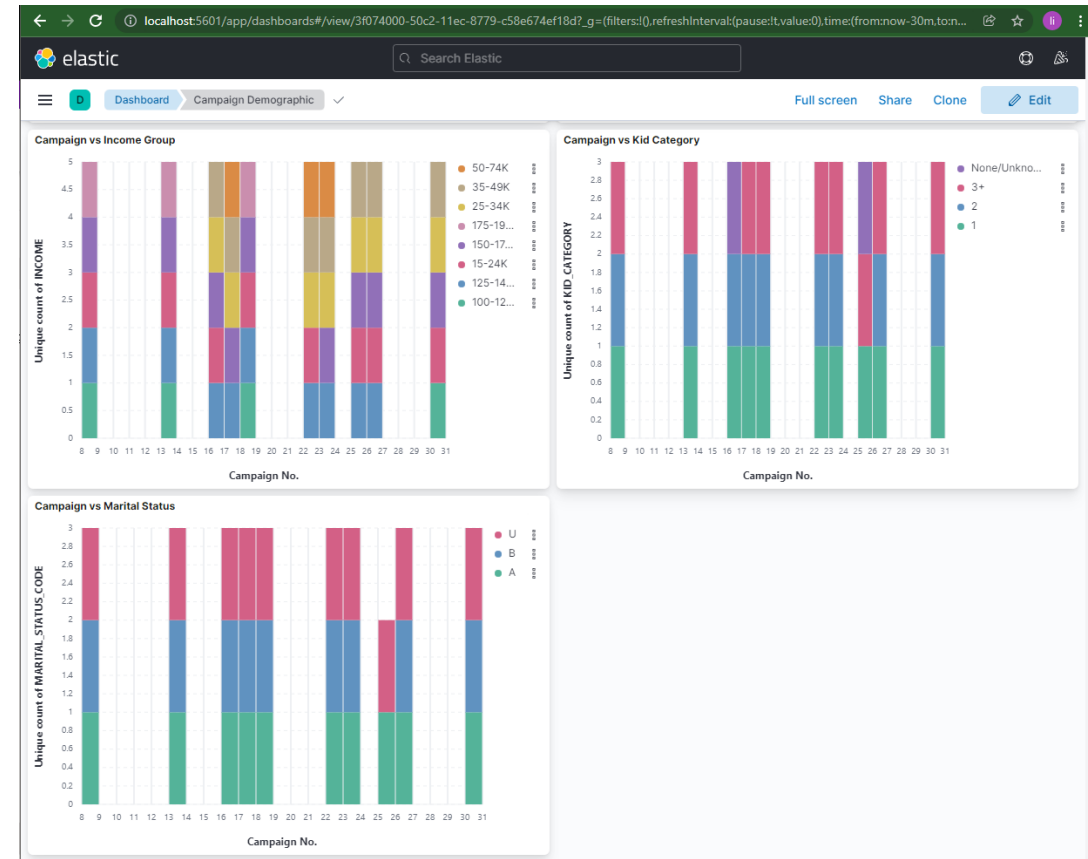 localhost:5601/app/dashboards#/view/3f074000-50c2-11ec-8779-c58e674ef18d?_g=(filters:!(),refreshInterval:(pause:!t,value:0),time:(from:now-30m,to:n...
li
elastic
Search Elastic
D
Dashboard
Campaign Demographic
Full screen
Share
Clone
Edit
Campaign vs Income Group
Unique count of INCOME
5
4.5
4
3.5
3
2.5
2
1.5
1
0.5
0
8 9 10 11 12 13 14 15 16 17 18 19 20 21 22 23 24 25 26 27 28 29 30 31
Campaign No.
50-74K
35-49K
25-34K
175-19...
150-17...
15-24K
125-14...
100-12...
Campaign vs Kid Category
Unique count of KID_CATEGORY
3
2.8
2.6
2.4
2.2
2
1.8
1.6
1.4
1.2
1
0.8
0.6
0.4
0.2
0
8 9 10 11 12 13 14 15 16 17 18 19 20 21 22 23 24 25 26 27 28 29 30 31
Campaign No.
None/Unkno...
3+
2
1
Campaign vs Marital Status
Unique count of MARITAL_STATUS_CODE
3
2.8
2.6
2.4
2.2
2
1.8
1.6
1.4
1.2
1
0.8
0.6
0.4
0.2
0
8 9 10 11 12 13 14 15 16 17 18 19 20 21 22 23 24 25 26 27 28 29 30 31
Campaign No.
U
B
A